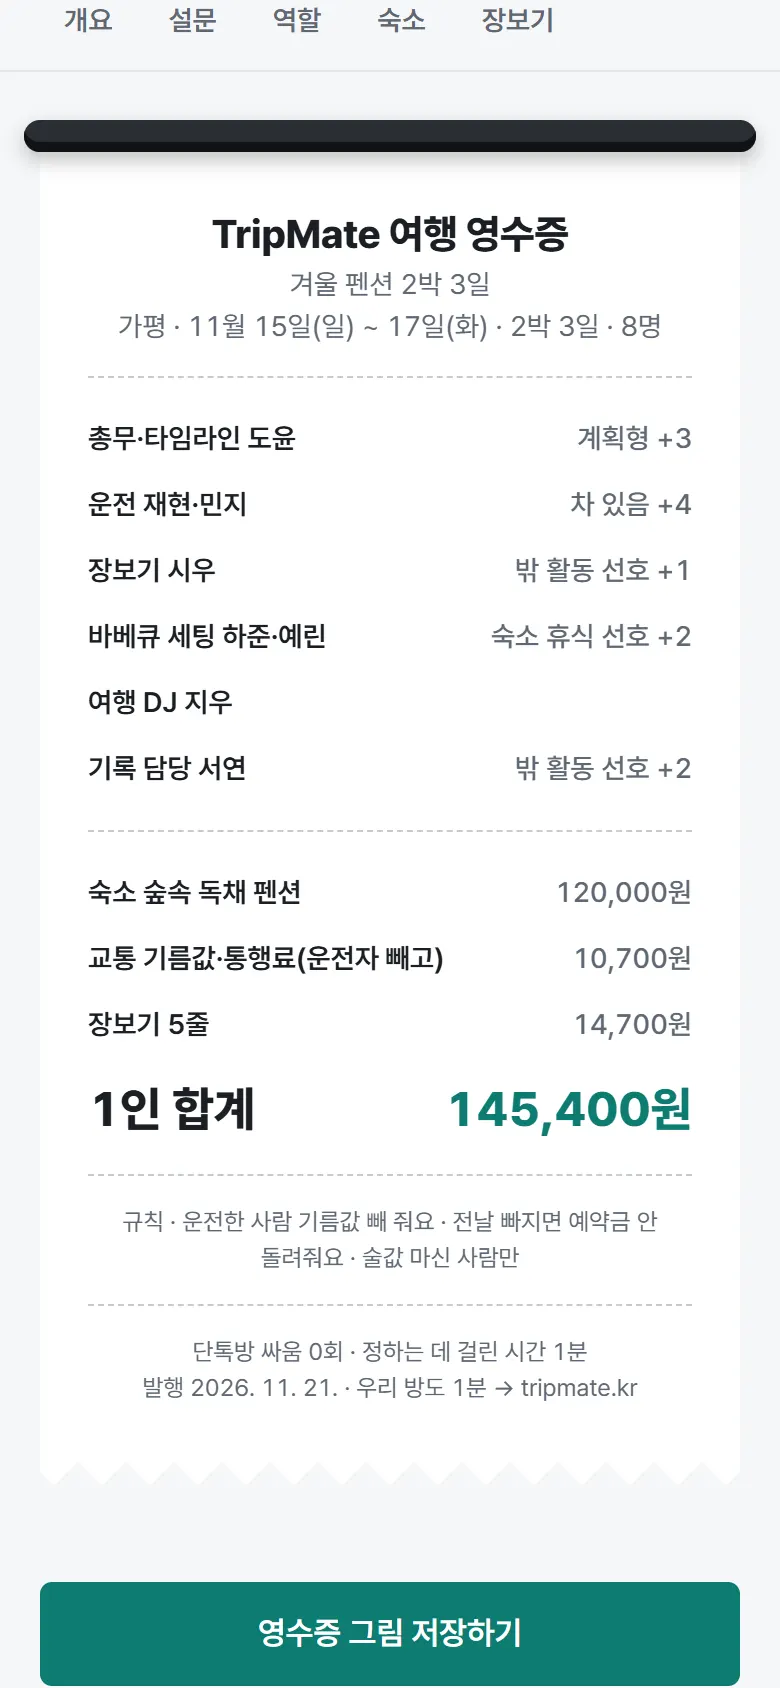 개요 설문 역할 숙소 장보기
TripMate 여행 영수증
겨울 펜션 2박 3일
가평 · 11월 15일(일) ~ 17일(화) · 2박 3일 · 8명
총무·타임라인 도윤 계획형 +3
운전 재현·민지 차 있음 +4
장보기 시우 밖 활동 선호 +1
바베큐 세팅 하준·예린 숙소 휴식 선호 +2
여행 DJ 지우
기록 담당 서연 밖 활동 선호 +2
숙소 숲속 독채 펜션 120,000원
교통 기름값·통행료(운전자 빼고) 10,700원
장보기 5줄 14,700원
1인 합계 145,400원
규칙 · 운전한 사람 기름값 빼 줘요 · 전날 빠지면 예약금 안
돌려줘요 · 술값 마신 사람만
단톡방 싸움 0회 · 정하는 데 걸린 시간 1분
발행 2026. 11. 21. · 우리 방도 1분 → tripmate.kr
영수증 그림 저장하기